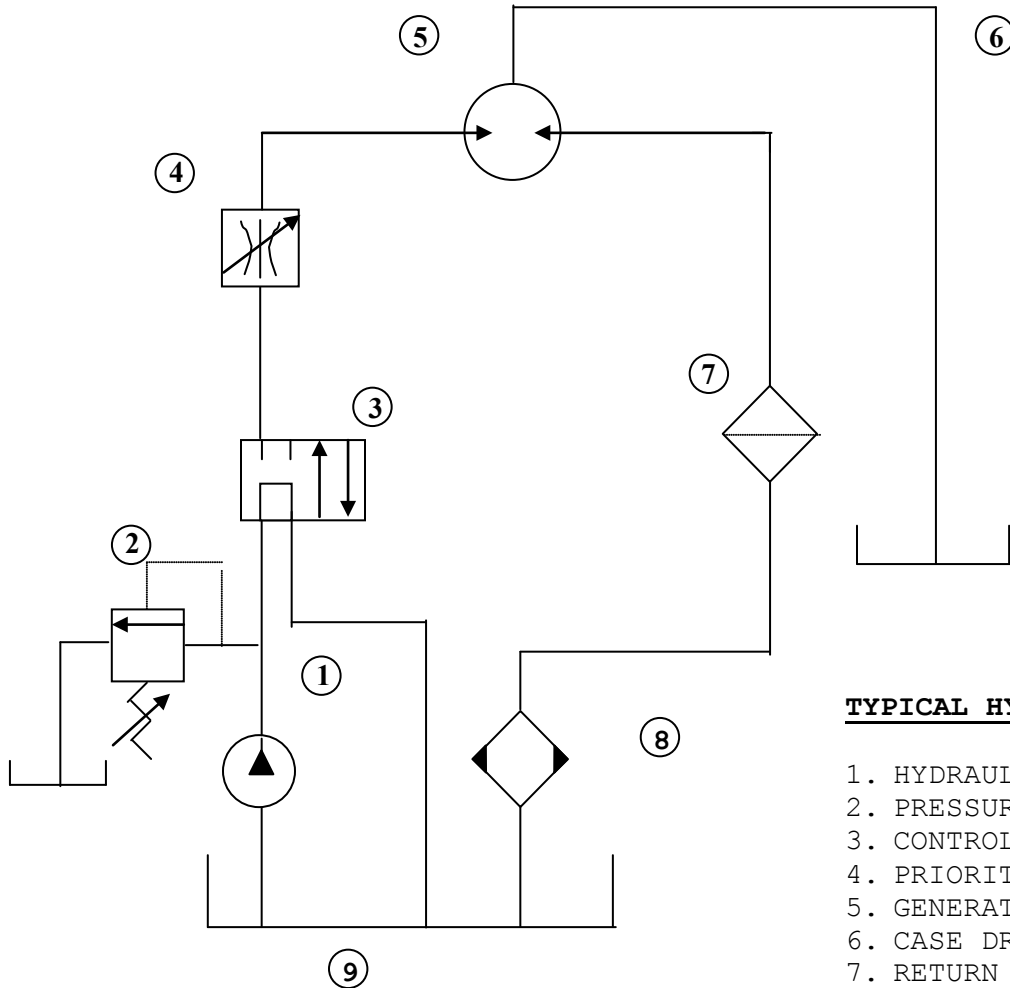 5
6
4
7
3
2
1
8
9
TYPICAL HY
1. HYDRAUL
2. PRESSUR
3. CONTROL
4. PRIORIT
5. GENERAT
6. CASE DR
7. RETURN